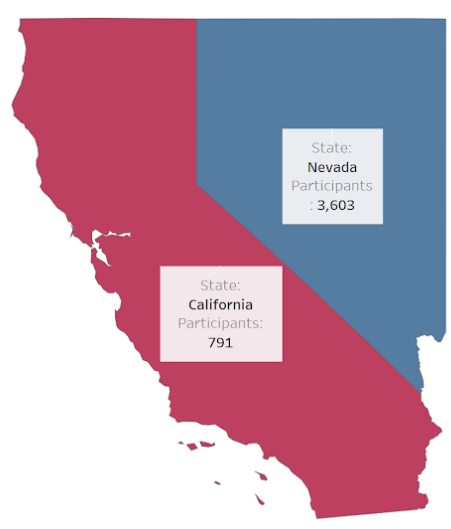 State:
Nevada
Participants
: 3,603
State:
California
Participants:
791